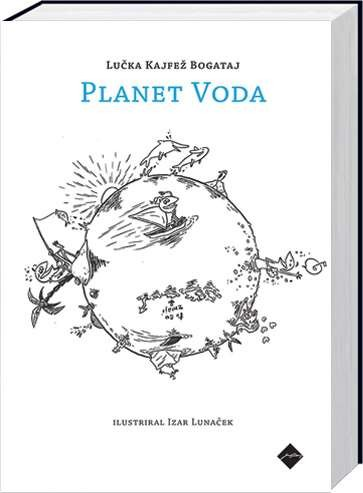 Lučka Kajfež Bogataj
Planet Voda
ilustriral Izar Lunaček